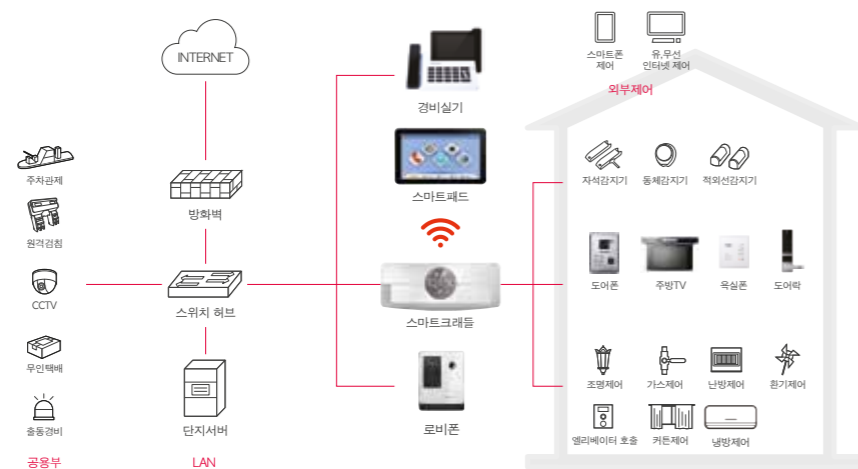 INTERNET
방화벽
스위치 허브
단지서버
LAN
주차관제
원격검침
CCTV
무인택배
출동경비
공용부
경비실기
스마트패드
스마트크래들
로비폰
스마트폰
제어
유,무선
인터넷 제어
외부제어
자석감지기
동체감지기
적외선감지기
도어폰
주방TV
욕실폰
도어락
조명제어
가스제어
난방제어
환기제어
엘리베이터 호출
커튼제어
냉방제어